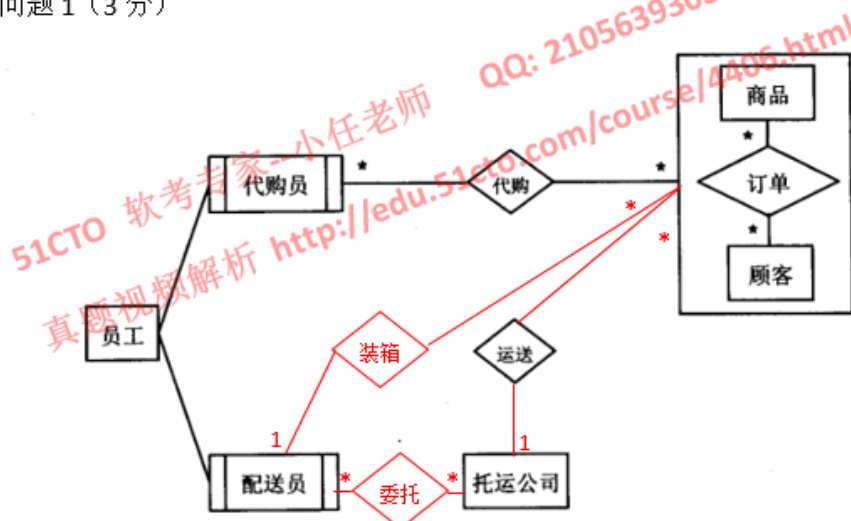 问题1（3分）
QQ: 2105639305
51CTO 软考专家--小任老师
真题视频解析 http://edu.51cto.com/course/4406.html
商品
*
代购员
*
代购
*
订单
*
*
*
顾客
员工
装箱
运送
1
1
配送员
*
委托
*
托运公司